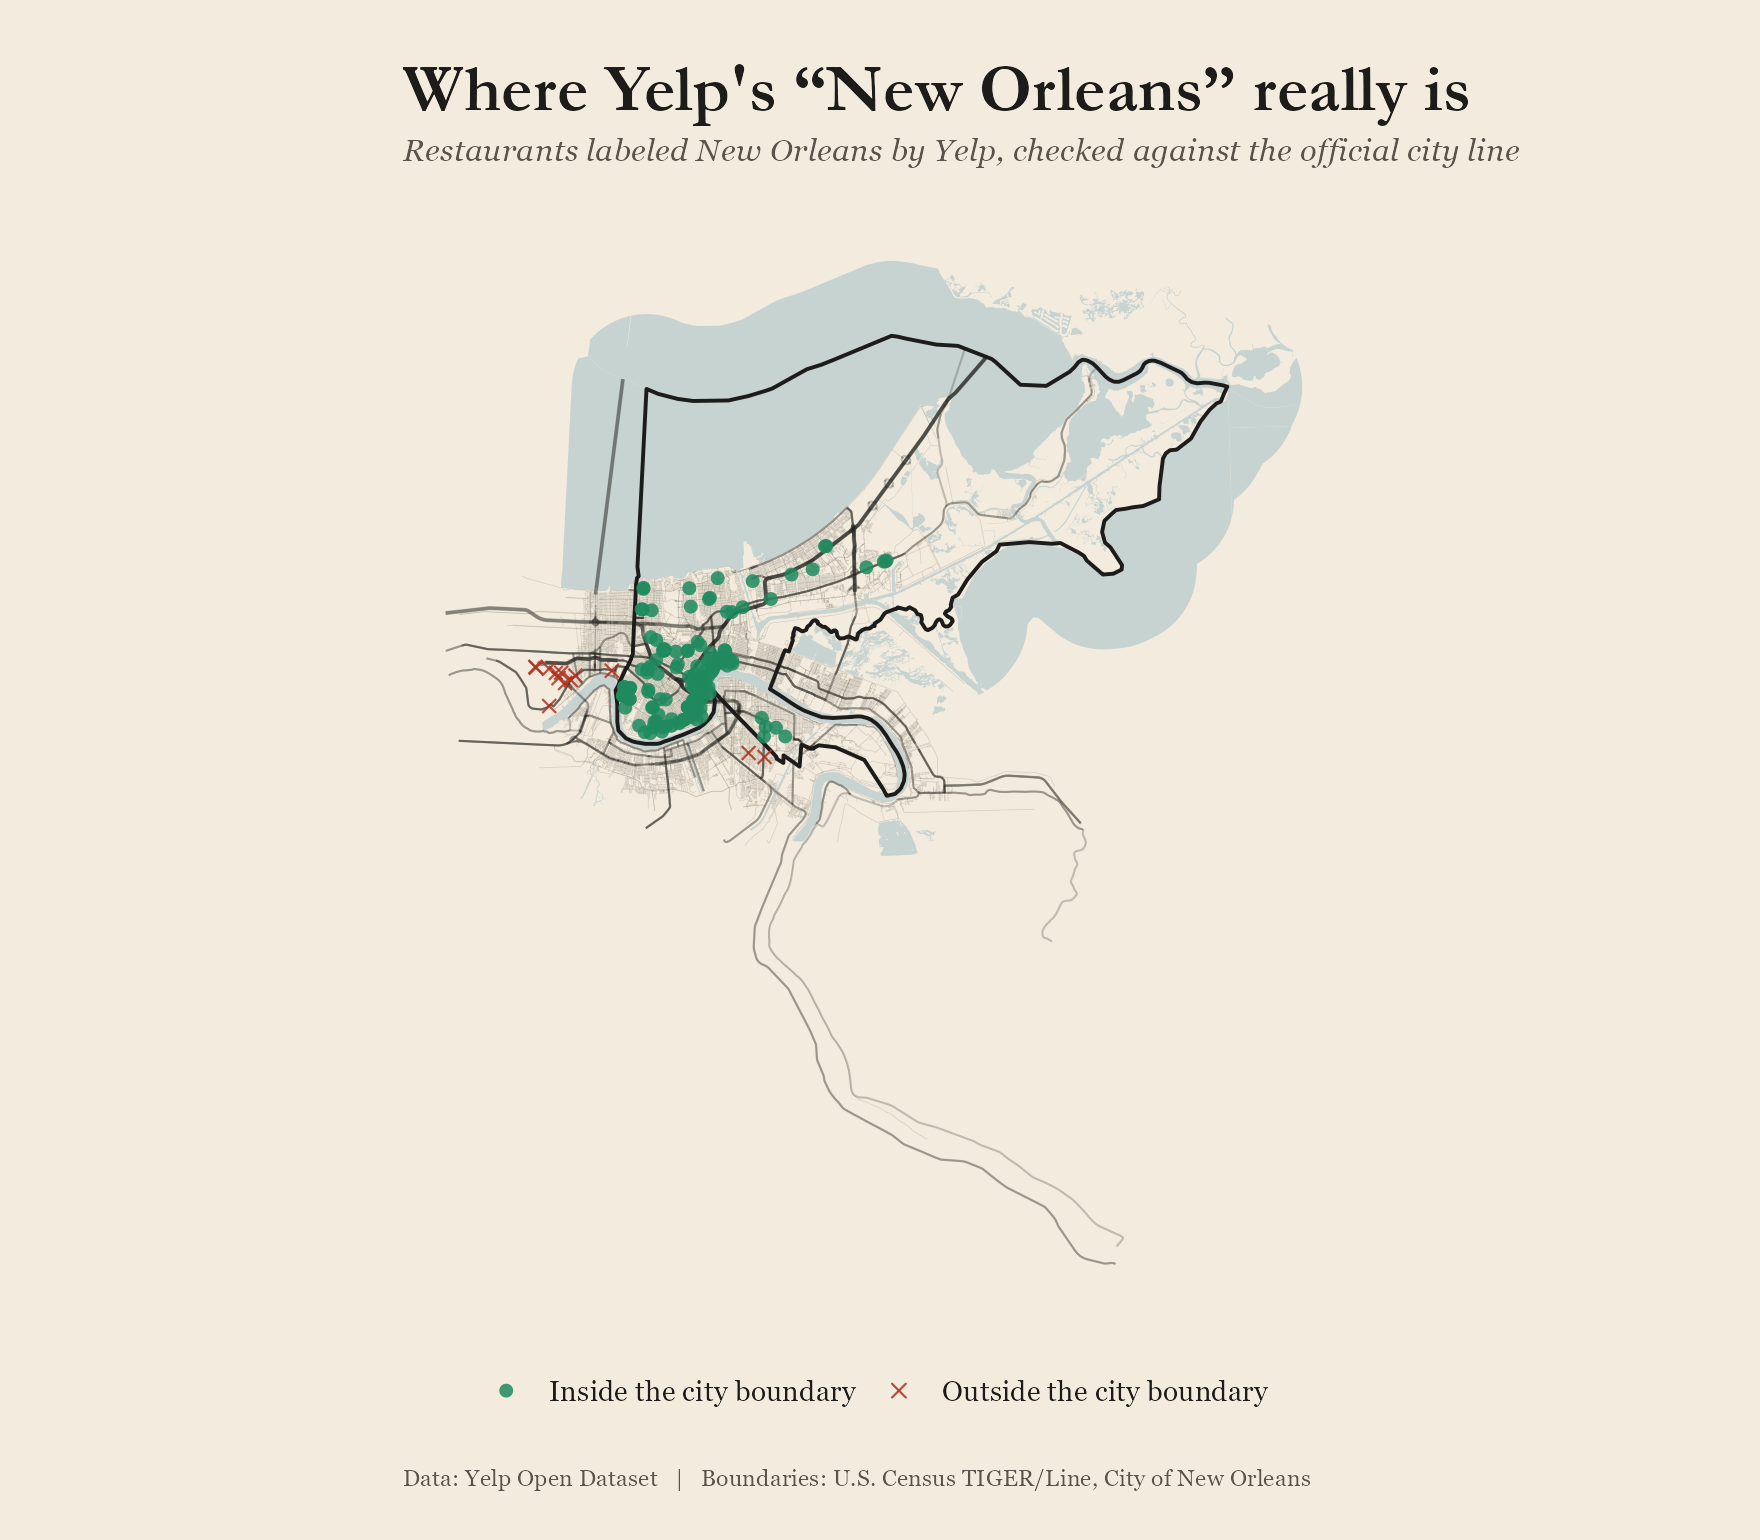 Where Yelp's “New Orleans” really is
Restaurants labeled New Orleans by Yelp, checked against the official city line
Inside the city boundary
Outside the city boundary
Data: Yelp Open Dataset | Boundaries: U.S. Census TIGER/Line, City of New Orleans